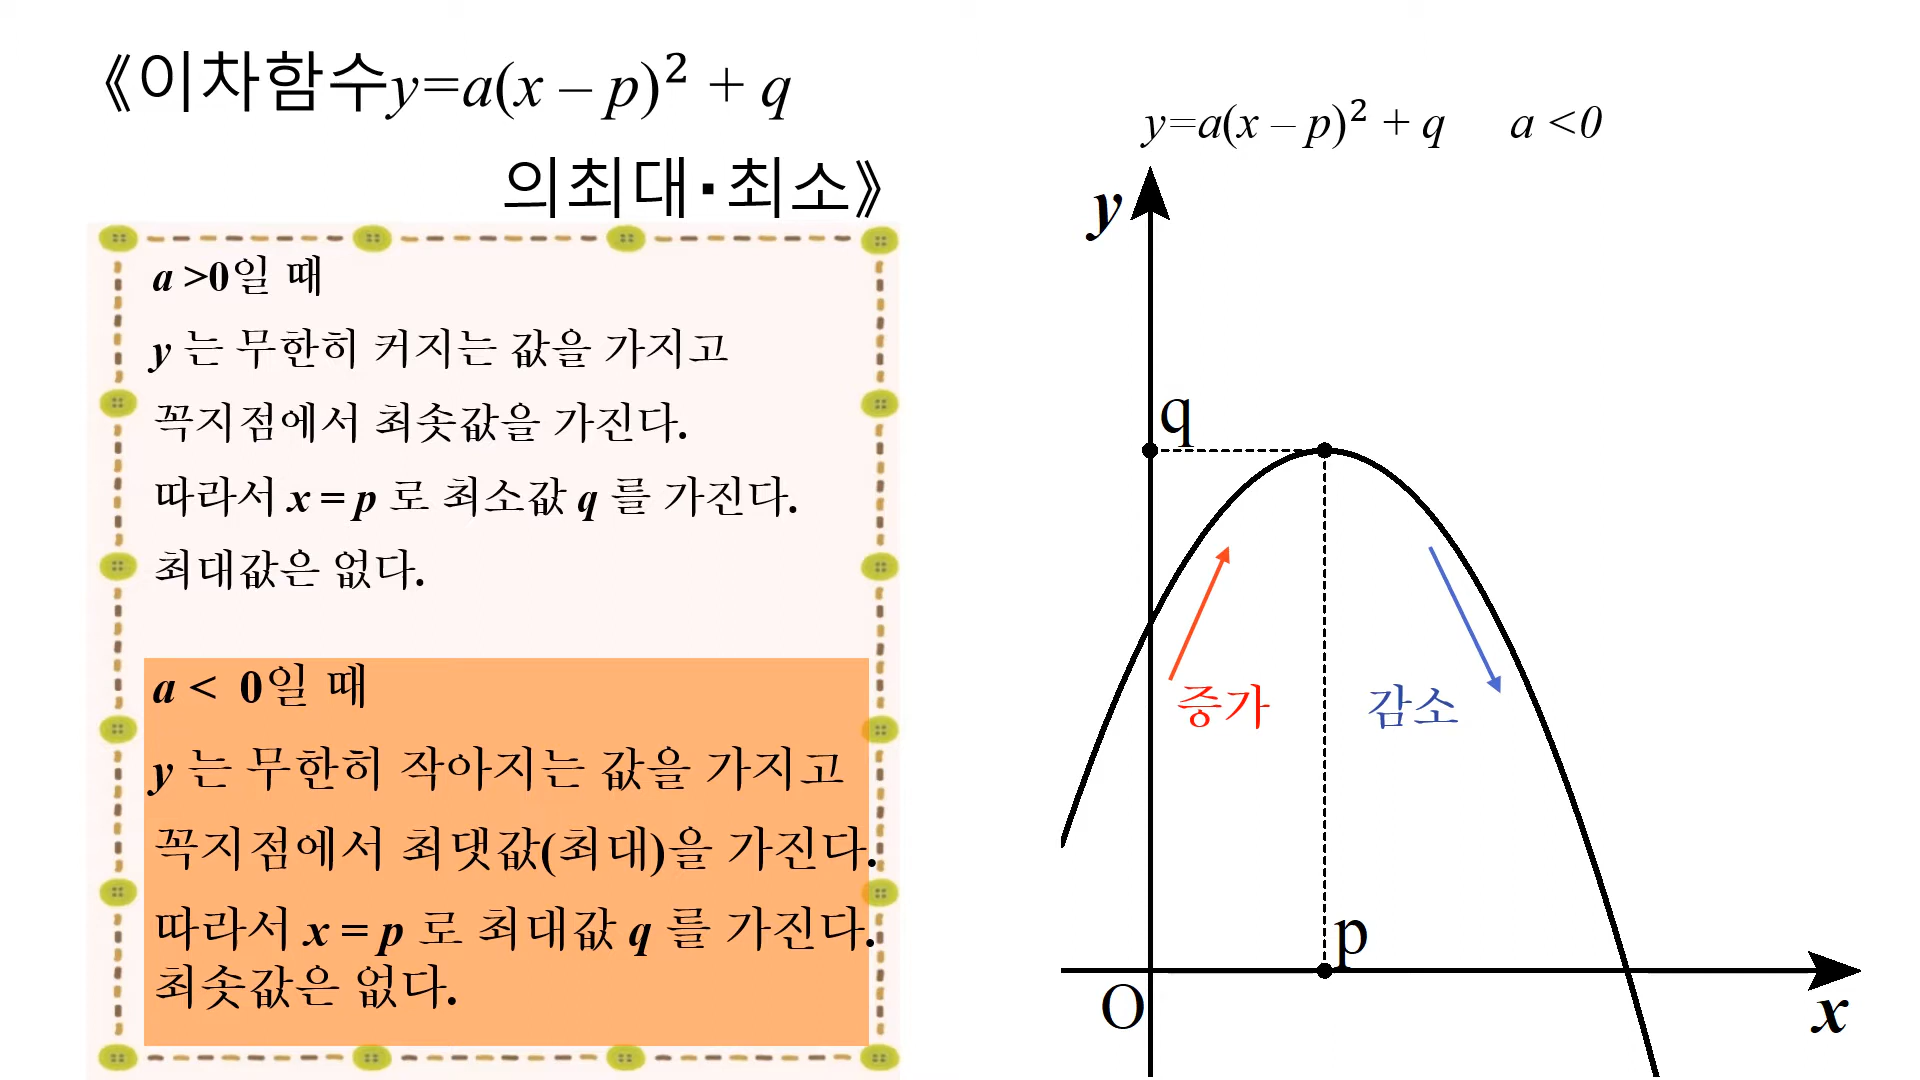 《이차함수y=a(x – p)² + q
의최대·최소》
a >0일 때
y 는 무한히 커지는 값을 가지고
꼭지점에서 최솟값을 가진다.
따라서 x = p 로 최소값 q 를 가진다.
최대값은 없다.
a < 0일 때
y 는 무한히 작아지는 값을 가지고
꼭지점에서 최댓값(최대)을 가진다.
따라서 x = p 로 최대값 q 를 가진다.
최솟값은 없다.
y=a(x – p)² + q a <0
y
q
증가
감소
p
O
x